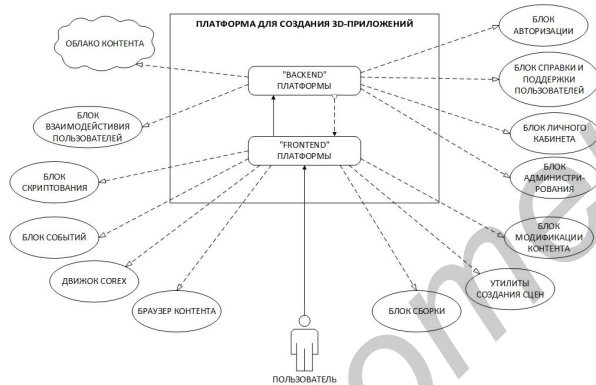 ПЛАТФОРМА ДЛЯ СОЗДАНИЯ 3D-ПРИЛОЖЕНИЙ
ОБЛАКО КОНТЕНТА
"BACKEND"
ПЛАТФОРМЫ
БЛОК
АВТОРИЗАЦИИ
БЛОК СПРАВКИ И
ПОДДЕРЖКИ
ПОЛЬЗОВАТЕЛЕЙ
БЛОК
ВЗАИМОДЕЙСТИВИЯ
ПОЛЬЗОВАТЕЛЕЙ
БЛОК ЛИЧНОГО
КАБИНЕТА
"FRONTEND"
ПЛАТФОРМЫ
БЛОК
СКРИПТОВАНИЯ
БЛОК
АДМИНИСТРИ-
РОВАНИЯ
БЛОК СОБЫТИЙ
БЛОК
МОДИФИКАЦИИ
КОНТЕНТА
ДВИЖОК COREX
УТИЛИТЫ
СОЗДАНИЯ СЦЕН
БРАУЗЕР КОНТЕНТА
БЛОК СБОРКИ
ПОЛЬЗОВАТЕЛЬ